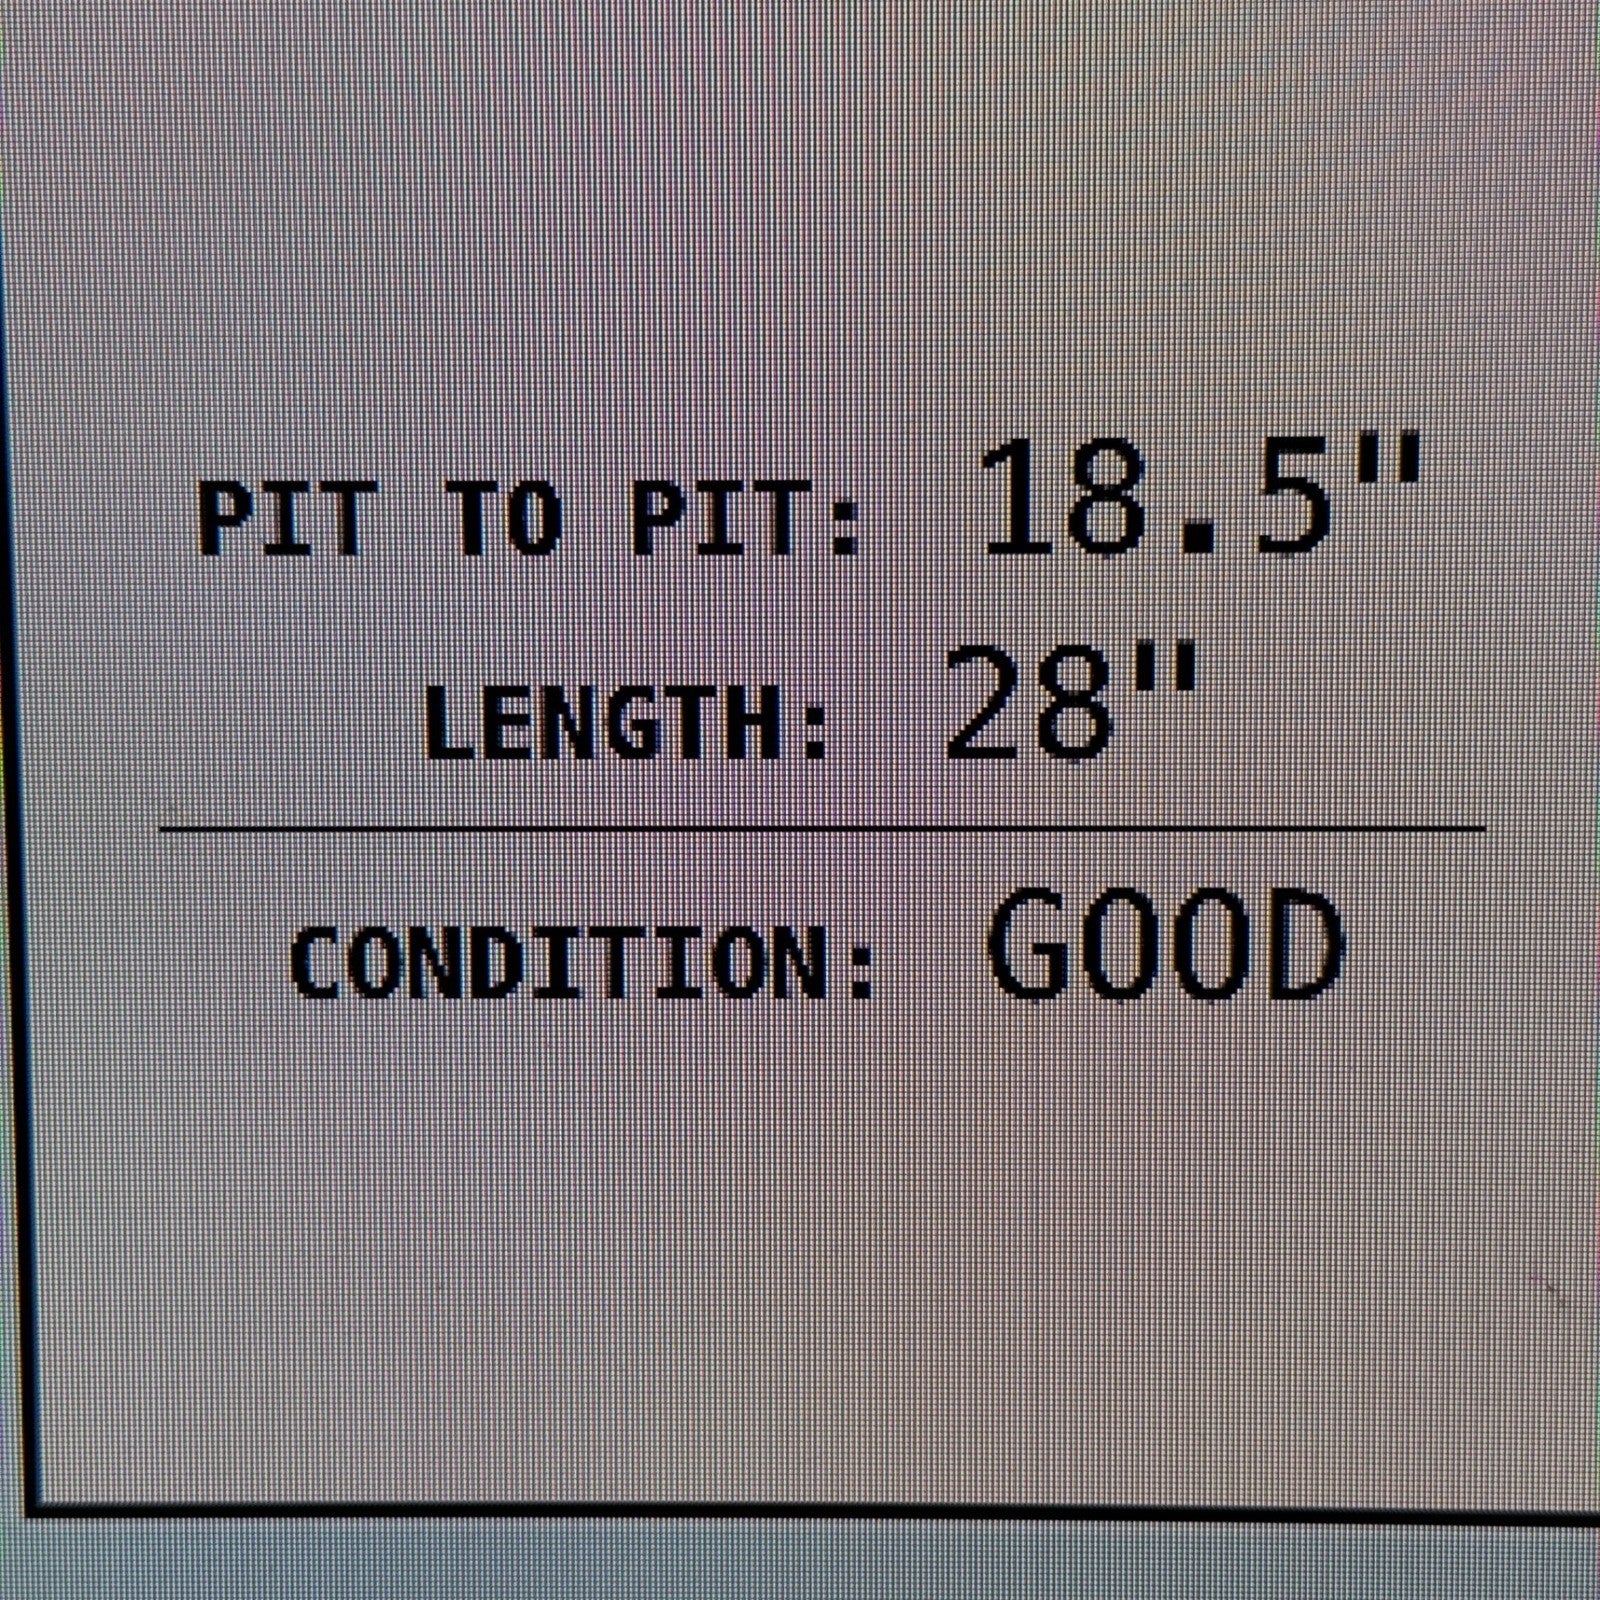 PIT TO PIT: 18.5"
LENGTH: 28"
CONDITION: GOOD